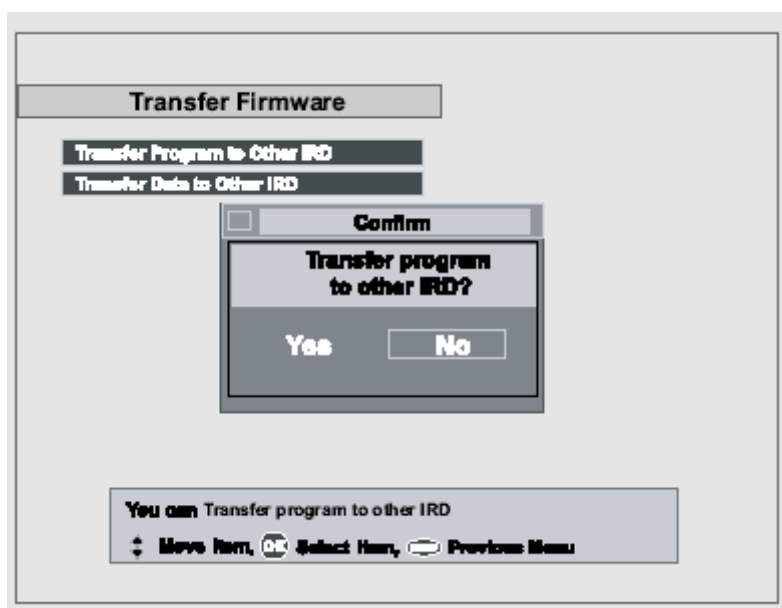 Transfer Firmware
Transfer Program to Other IRD
Transfer Data to Other IRD
Confirm
Transfer program
to other IRD?
Yes No
You can Transfer program to other IRD
Move Item, OK Select Item, Previous Menu